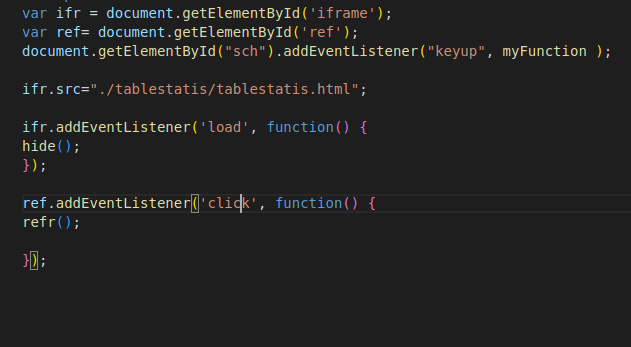 var ifr = document.getElementById('iframe');
var ref= document.getElementById('ref');
document.getElementById("sch").addEventListener("keyup", myFunction );
ifr.src="./tablestatis/tablestatis.html";
ifr.addEventListener('load', function() {
hide();
});
ref.addEventListener('click', function() {
refr();
});